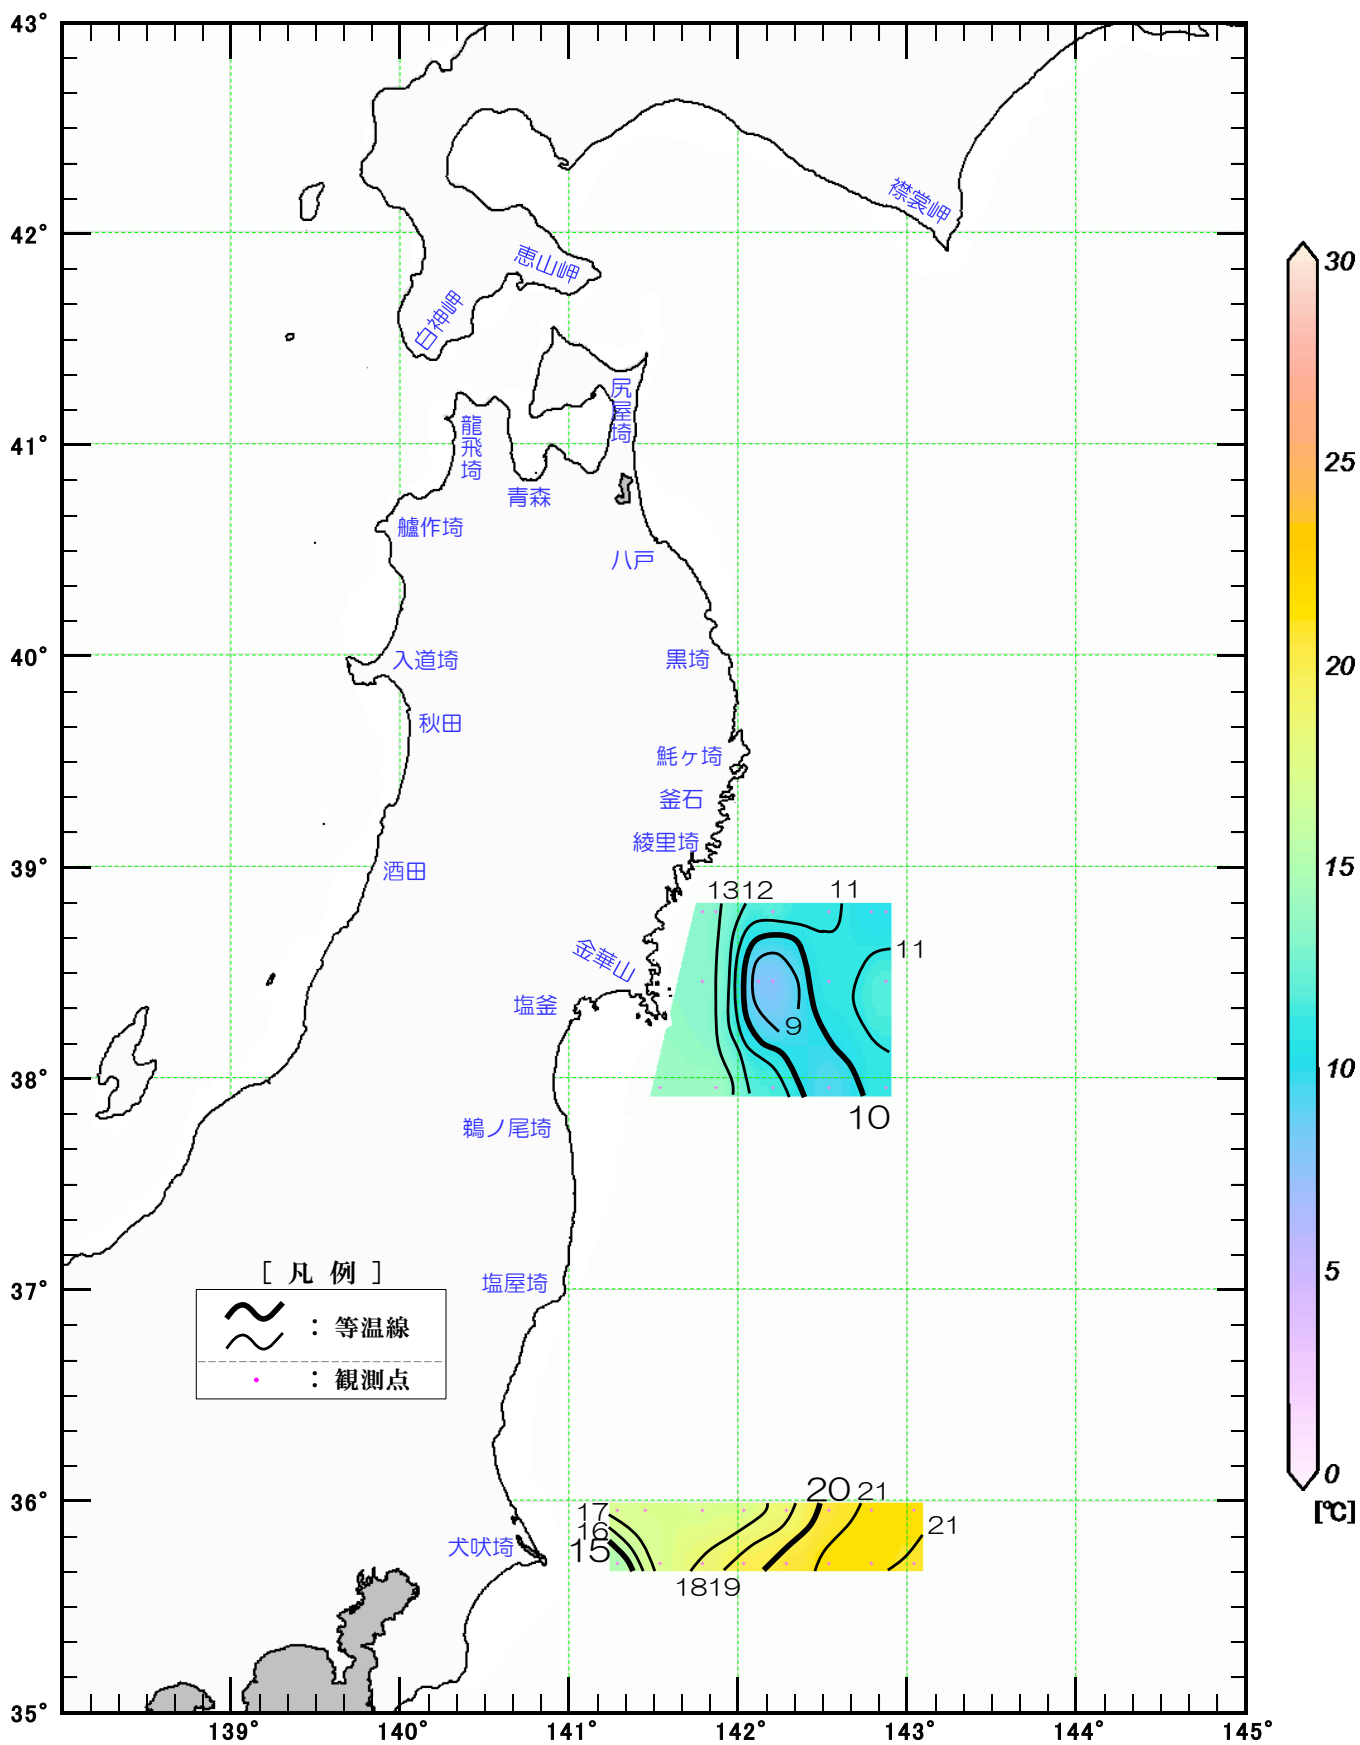 43°
42°
41°
40°
39°
38°
37°
36°
35°
139°
140°
141°
142°
143°
144°
145°
襟裳岬
恵山岬
白神岬
尻屋埼
龍飛埼
青森
艫作埼
八戸
入道埼
黒埼
秋田
魹ヶ埼
釜石
綾里埼
酒田
金華山
塩釜
鵜ノ尾埼
塩屋埼
犬吠埼
13
12
11
11
9
10
20
21
17
16
15
21
18
19
[ 凡 例 ]
: 等温線
: 観測点
30
25
20
15
10
5
0
[℃]